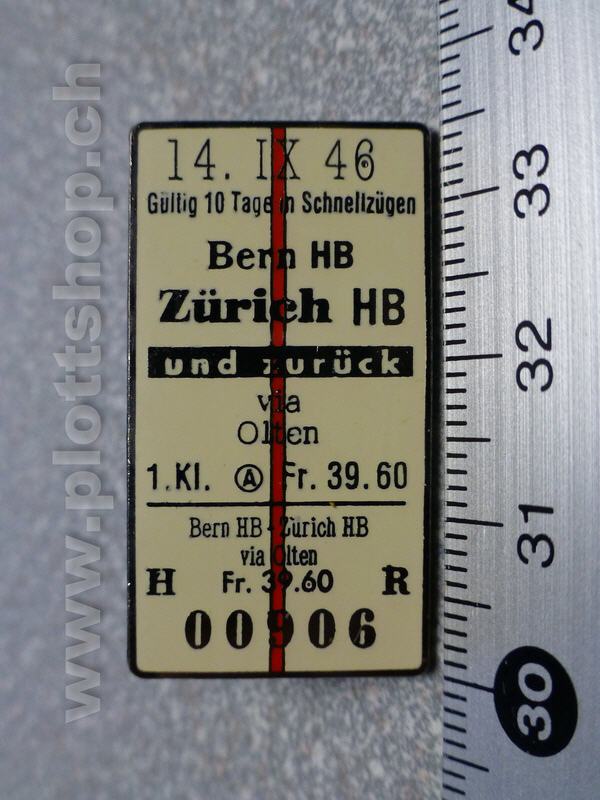 14. IX 46
Gültig 10 Tage in Schnellzügen
Bern HB
Zürich HB
und zurück
via
Olten
1.Kl. Ⓐ Fr. 39.60
Bern HB - Zürich HB
via Olten
H Fr. 39.60 R
00906
www.plottshop.ch
34
33
32
31
30